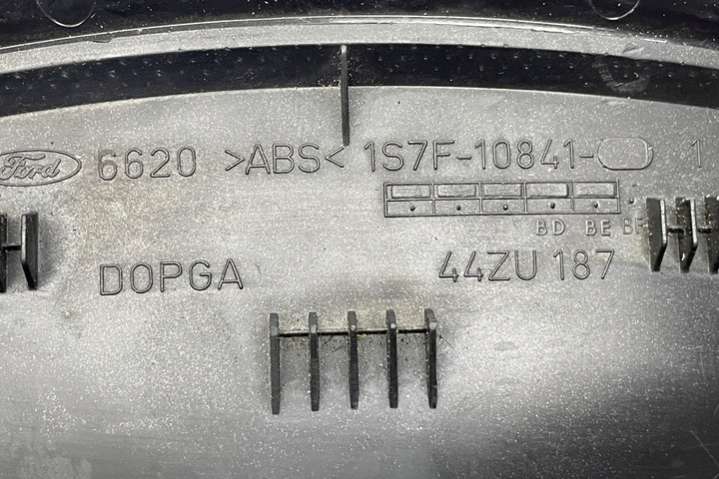 Ford 6620 >ABS< 1S7F-10841- 1
BD BE BF
DOPGA 44ZU 187